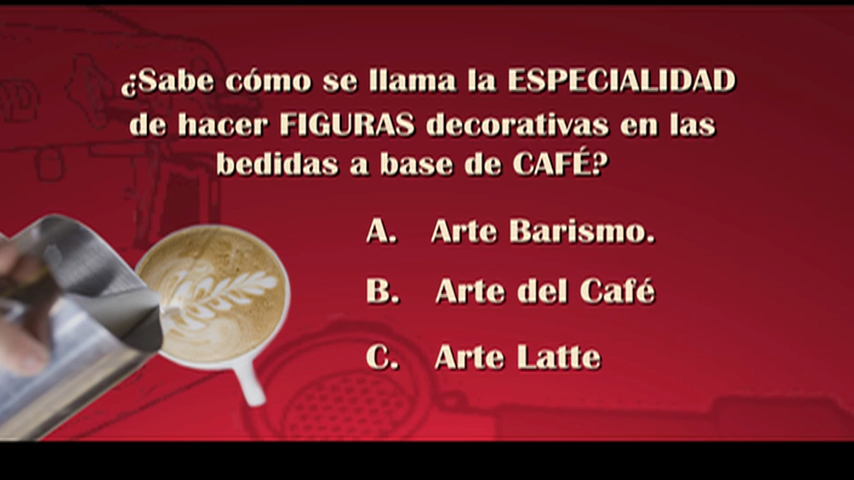 ¿Sabe cómo se llama la ESPECIALIDAD
de hacer FIGURAS decorativas en las
bedidas a base de CAFÉ?
A. Arte Barismo.
B. Arte del Café
C. Arte Latte